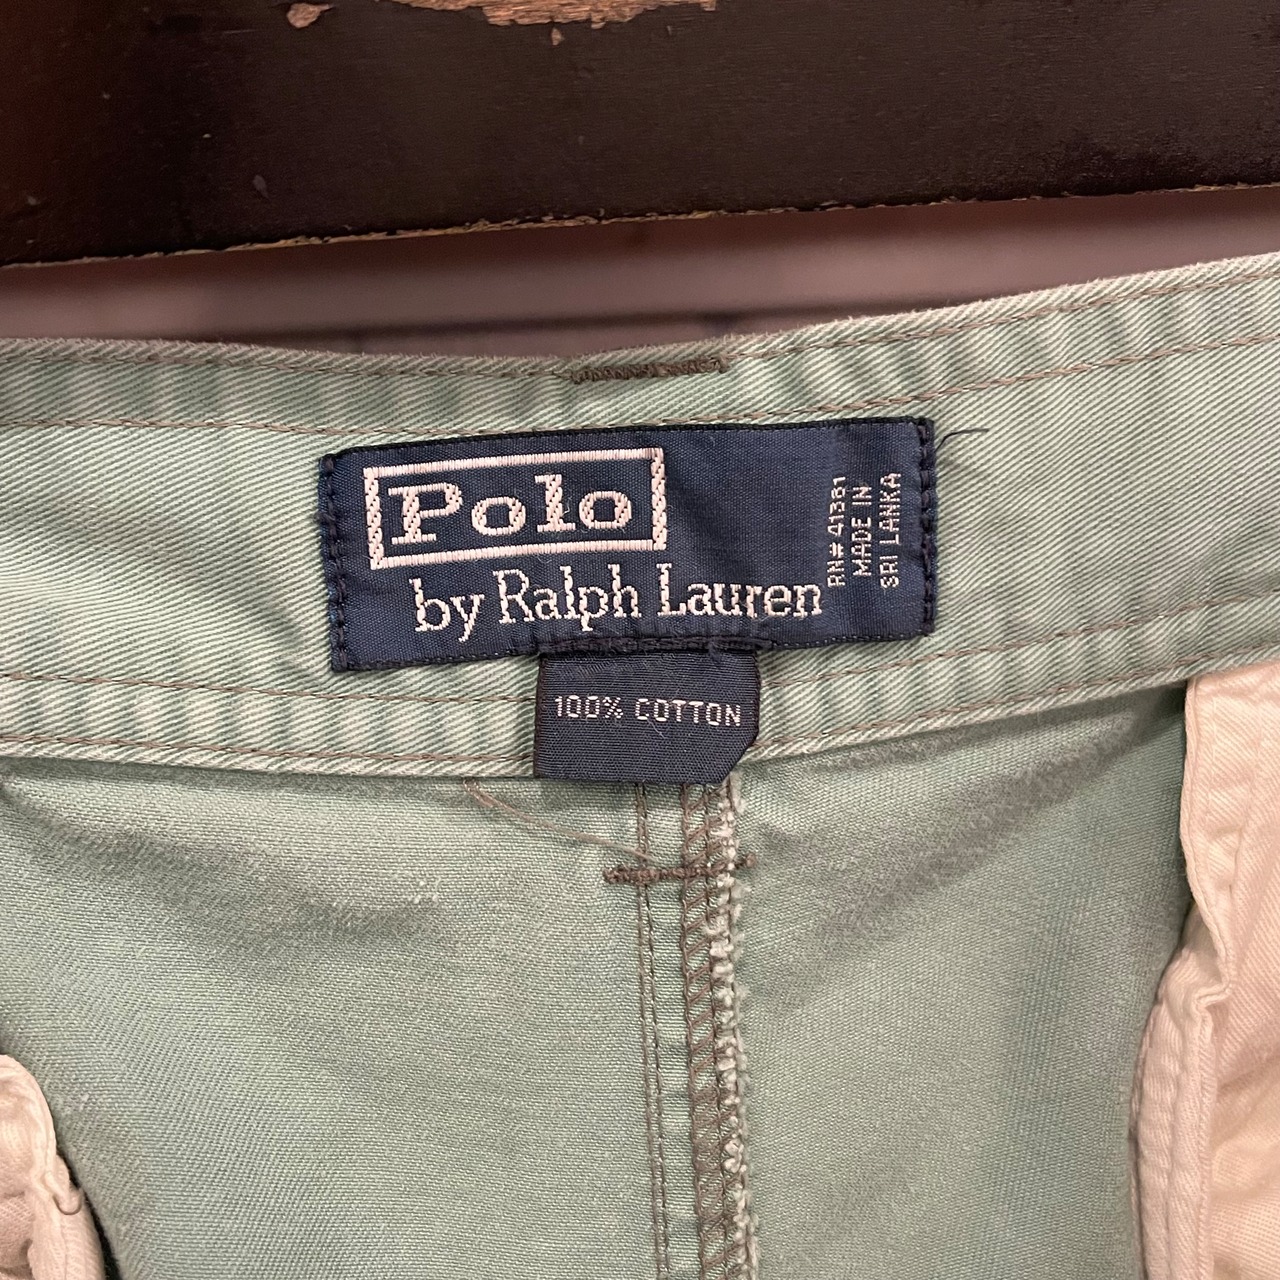 Polo
by Ralph Lauren
RN# 41381
MADE IN
SRI LANKA
100% COTTON